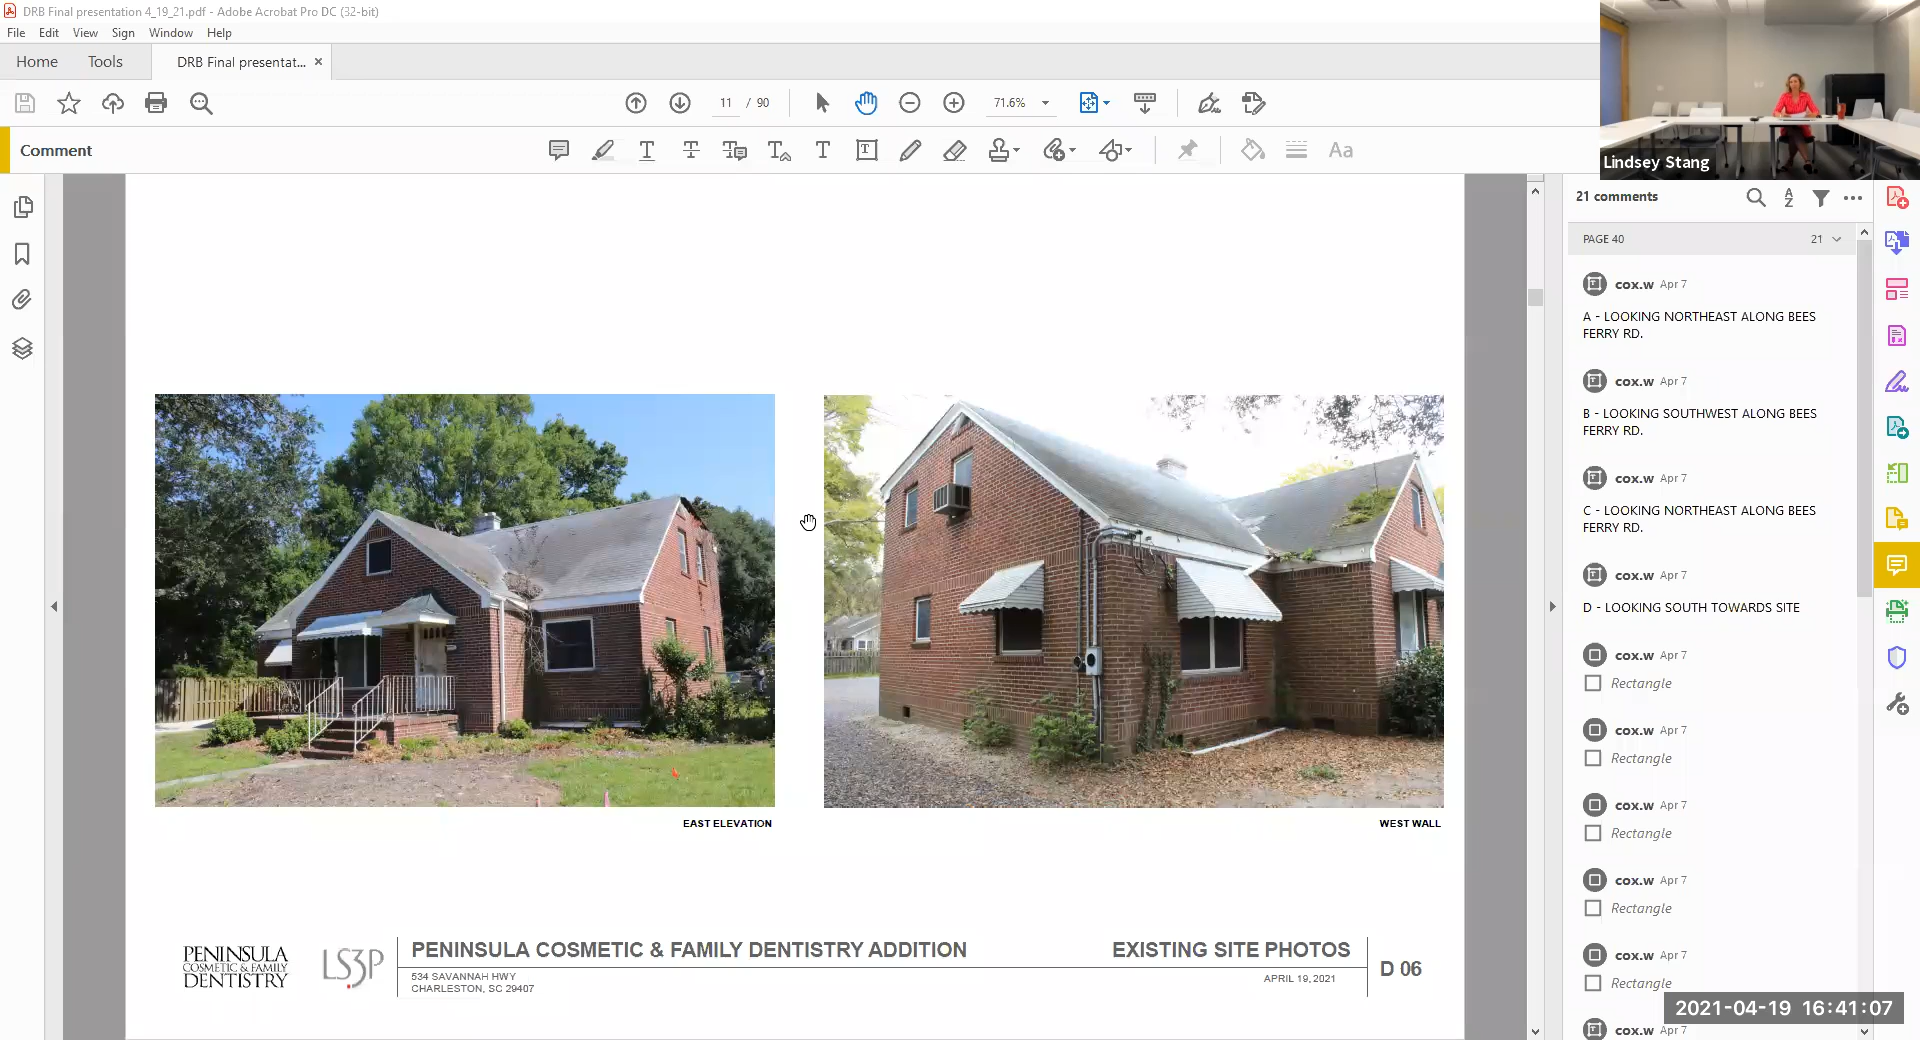 DRB Final presentation 4_19_21.pdf - Adobe Acrobat Pro DC (32-bit)
File Edit View Sign Window Help
Home Tools DRB Final presentat... ×
11 / 90 71.6%
Comment
Aa
Lindsey Stang
21 comments
PAGE 40 21
cox.w Apr 7
A - LOOKING NORTHEAST ALONG BEES
FERRY RD.
cox.w Apr 7
B - LOOKING SOUTHWEST ALONG BEES
FERRY RD.
cox.w Apr 7
C - LOOKING NORTHEAST ALONG BEES
FERRY RD.
cox.w Apr 7
D - LOOKING SOUTH TOWARDS SITE
cox.w Apr 7
Rectangle
cox.w Apr 7
Rectangle
cox.w Apr 7
Rectangle
cox.w Apr 7
Rectangle
cox.w Apr 7
Rectangle
cox.w Apr 7
EAST ELEVATION
WEST WALL
PENINSULA
COSMETIC & FAMILY
DENTISTRY
LS3P
PENINSULA COSMETIC & FAMILY DENTISTRY ADDITION
534 SAVANNAH HWY
CHARLESTON, SC 29407
EXISTING SITE PHOTOS
APRIL 19, 2021
D 06
2021-04-19 16:41:07